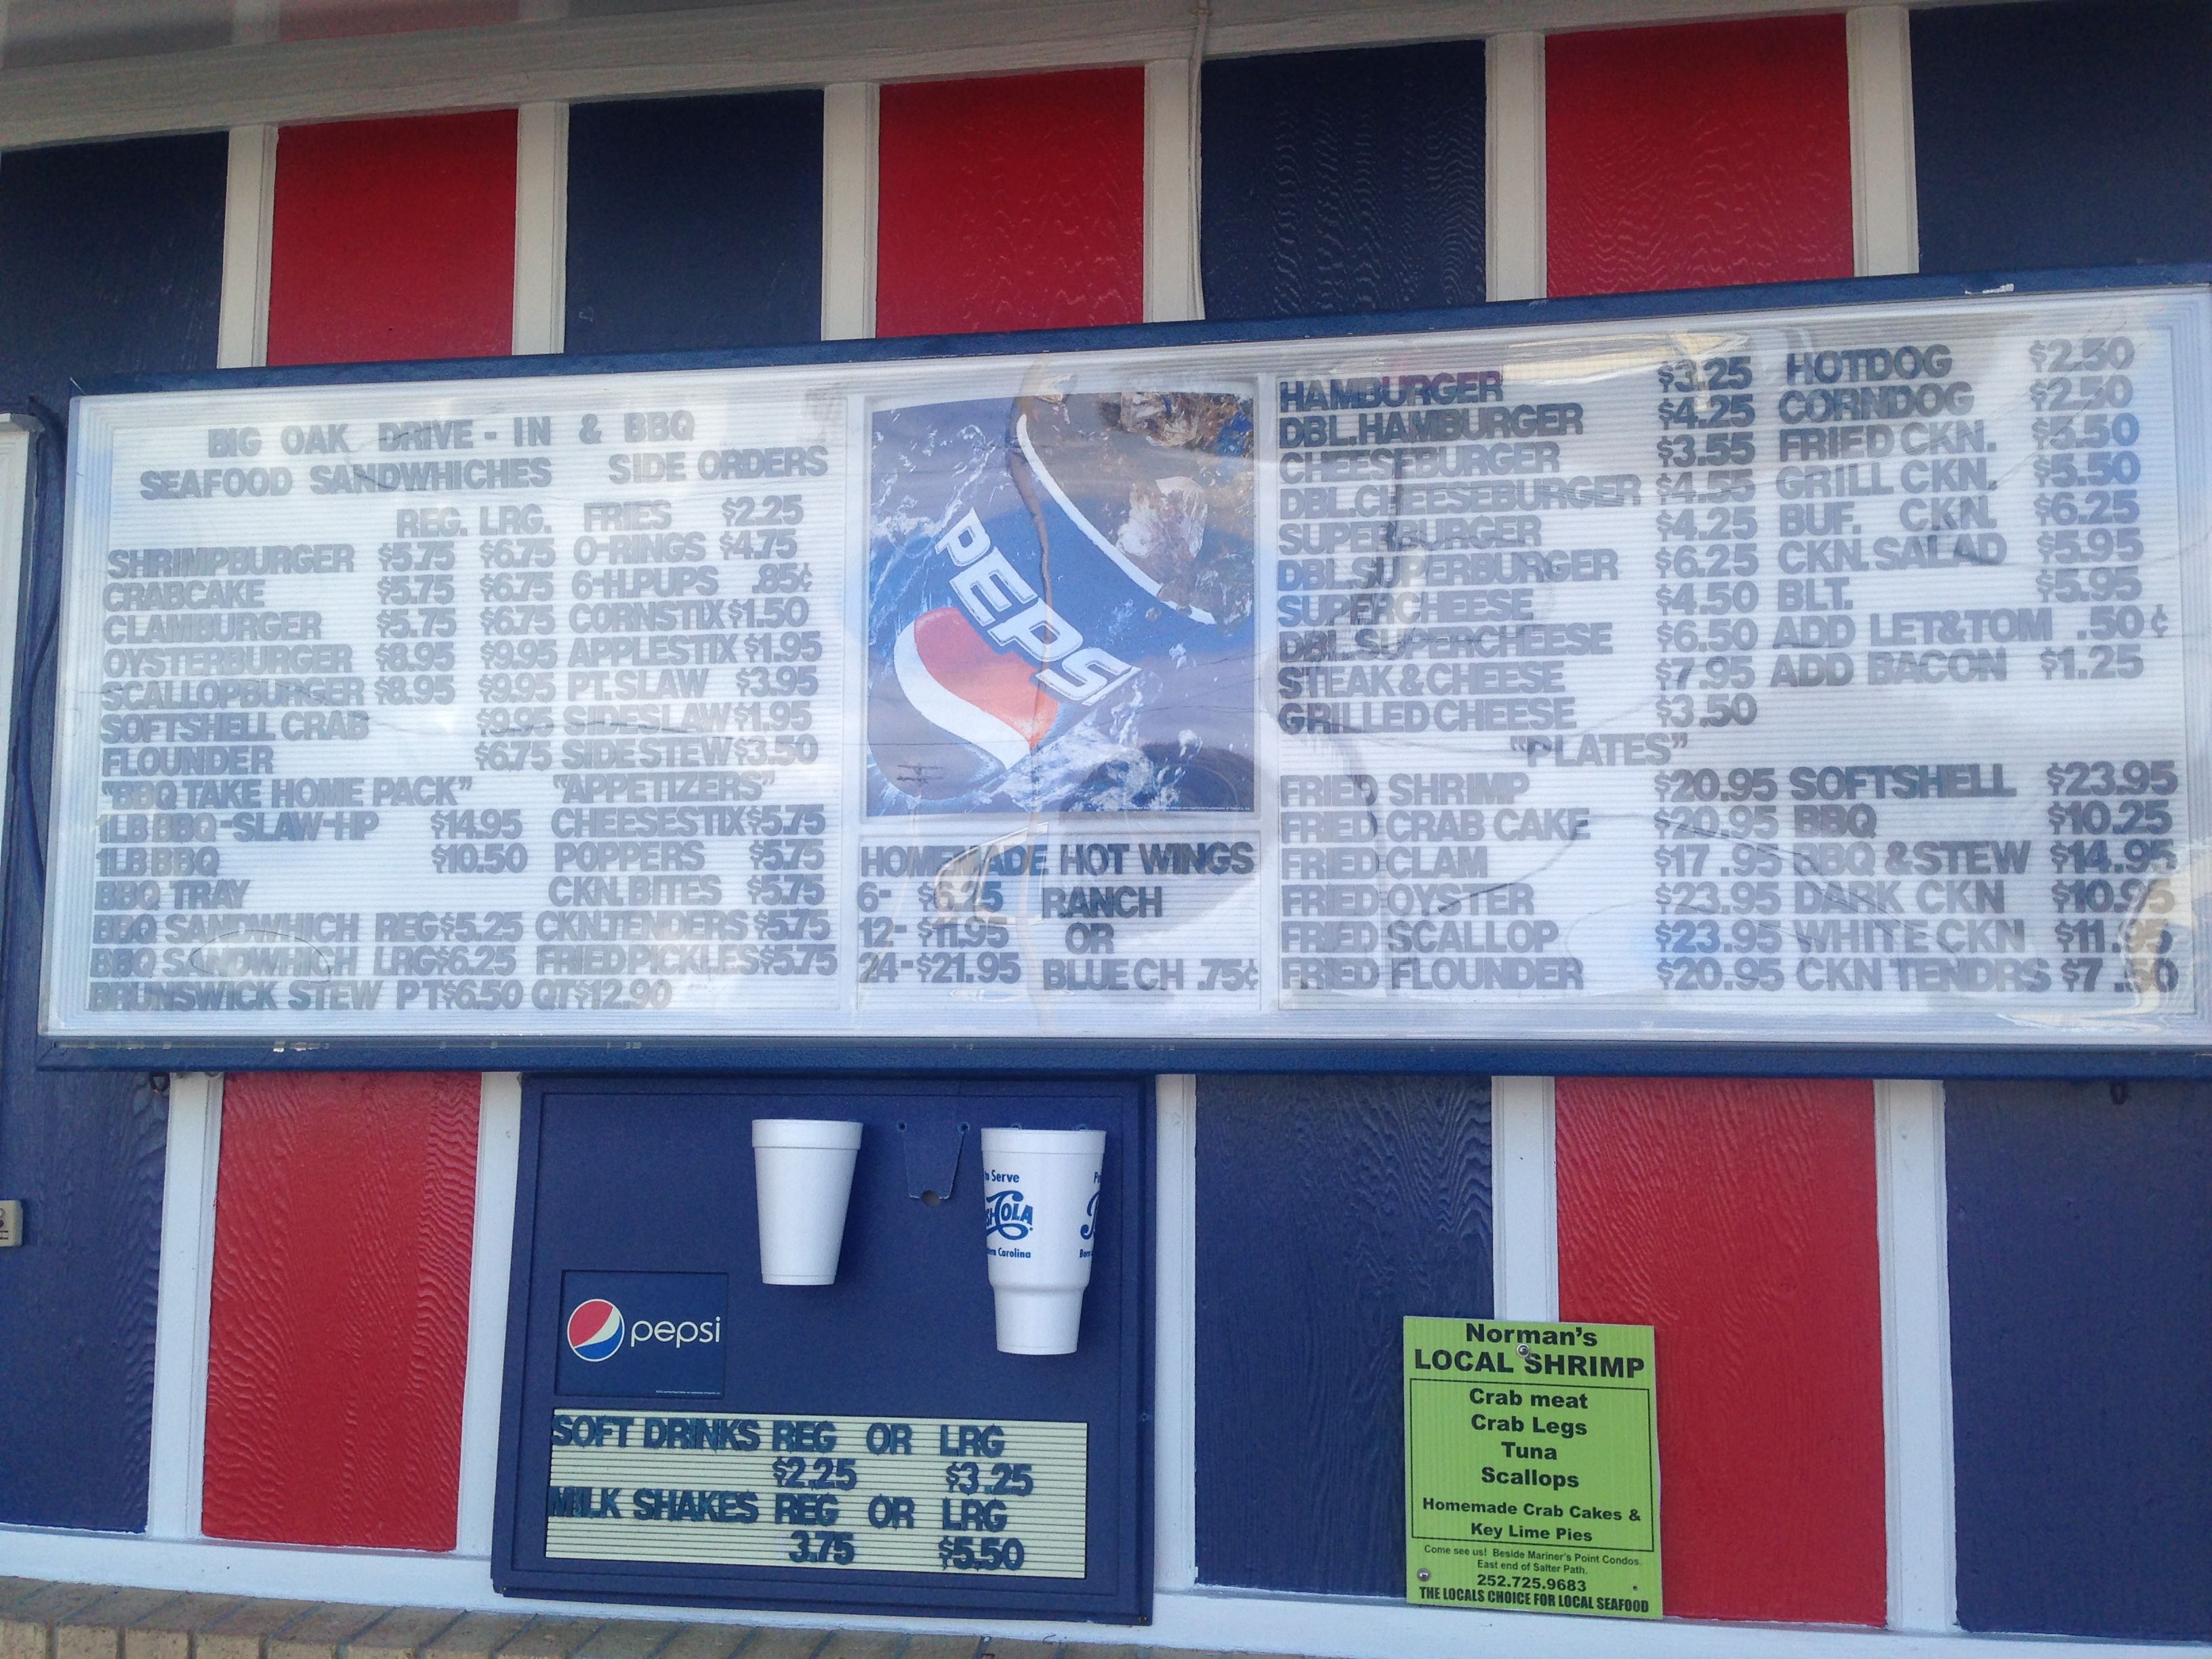 BIG OAK DRIVE-IN & BBQ
SEAFOOD SANDWHICHES SIDE ORDERS
REG. LRG. FRIES $2.25
SHRIMPBURGER $5.75 $6.75 O-RINGS $4.75
CRABCAKE $5.75 $6.75 6-H.PUPS .85¢
CLAMBURGER $5.75 $6.75 CORNSTIX $1.50
OYSTERBURGER $8.95 $9.95 APPLESTIX $1.95
SCALLOPBURGER $8.95 $9.95 PT. SLAW $3.95
SOFTSHELL CRAB $9.95 SIDE SLAW $1.95
FLOUNDER $6.75 SIDE STEW $3.50
"BBQ TAKE HOME PACK" "APPETIZERS"
1LB BBQ-SLAW-HP $14.95 CHEESESTIX $5.75
1LB BBQ $10.50 POPPERS $5.75
BBQ TRAY CKN. BITES $5.75
BBQ SANDWHICH REG $5.25 CKN.TENDERS $5.75
BBQ SANDWHICH LRG $6.25 FRIED PICKLES $5.75
BRUNSWICK STEW PT $6.50 QT $12.90
PEPSI
HOMEMADE HOT WINGS
6- $6.25 RANCH
12- $11.95 OR
24-$21.95 BLUE CH .75¢
HAMBURGER $3.25 HOTDOG $2.50
DBL.HAMBURGER $4.25 CORNDOG $2.50
CHEESEBURGER $3.55 FRIED CKN. $5.50
DBL.CHEESEBURGER $4.55 GRILL CKN. $5.50
SUPERBURGER $4.25 BUF. CKN. $6.25
DBL.SUPERBURGER $6.25 CKN. SALAD $5.95
SUPERCHEESE $4.50 BLT. $5.95
DBL.SUPERCHEESE $6.50 ADD LET&TOM .50¢
STEAK & CHEESE $7.95 ADD BACON $1.25
GRILLED CHEESE $3.50
"PLATES"
FRIED SHRIMP $20.95 SOFTSHELL $23.95
FRIED CRAB CAKE $20.95 BBQ $10.25
FRIED CLAM $17.95 BBQ & STEW $14.95
FRIED OYSTER $23.95 DARK CKN $10.95
FRIED SCALLOP $23.95 WHITE CKN $11.95
FRIED FLOUNDER $20.95 CKN TENDRS $7.50
Serve
COLA
Carolina
pepsi
SOFT DRINKS REG OR LRG
$2.25 $3.25
MILK SHAKES REG OR LRG
3.75 $5.50
Norman's
LOCAL SHRIMP
Crab meat
Crab Legs
Tuna
Scallops
Homemade Crab Cakes &
Key Lime Pies
Come see us! Beside Mariner's Point Condos.
East end of Salter Path.
252.725.9683
THE LOCALS CHOICE FOR LOCAL SEAFOOD